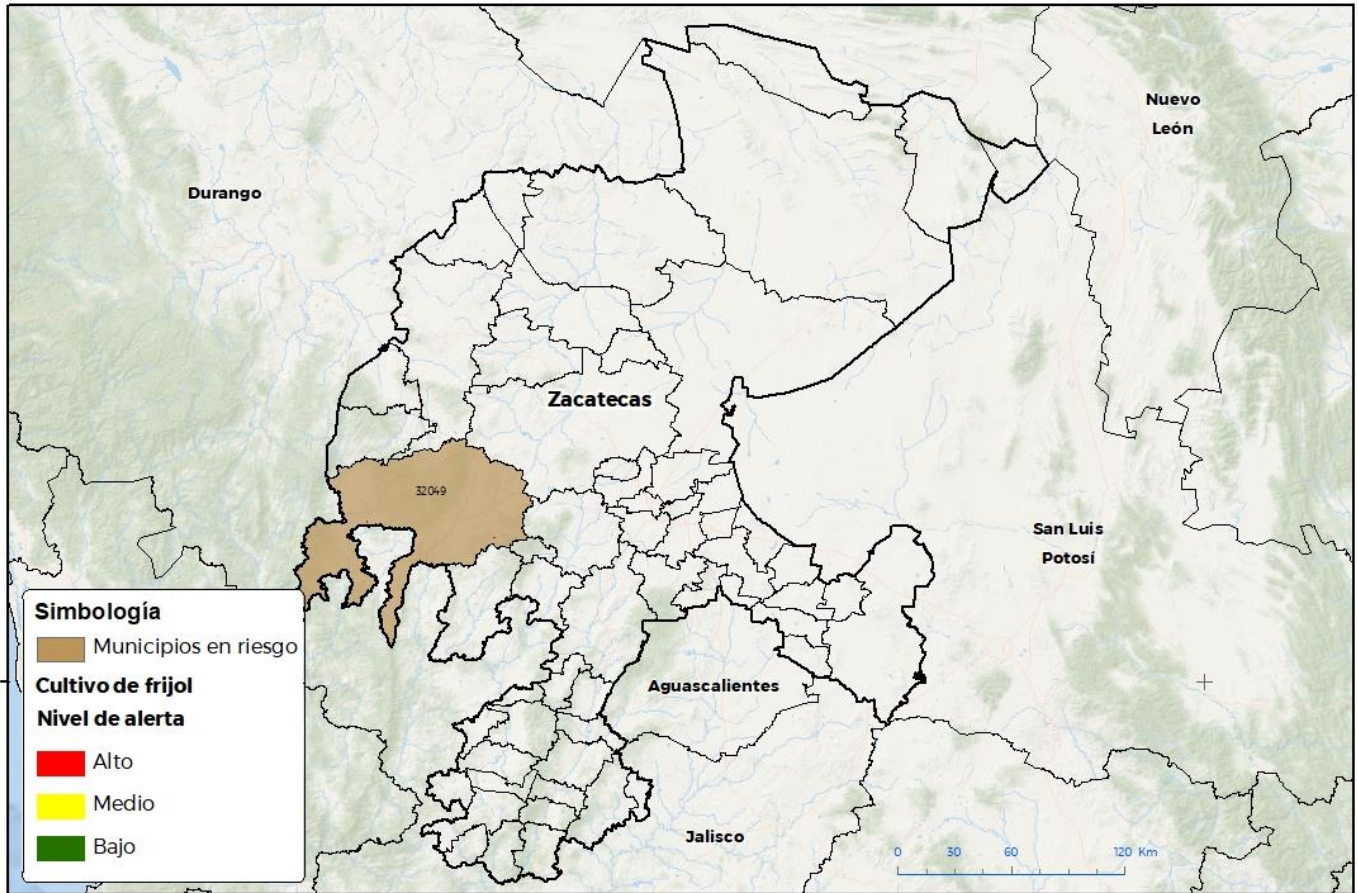 Nuevo
León
Durango
Zacatecas
32049
San Luis
Potosí
Simbología
Municipios en riesgo
Cultivo de frijol
Nivel de alerta
Alto
Medio
Bajo
Aguascalientes
Jalisco
0 30 60 120 Km